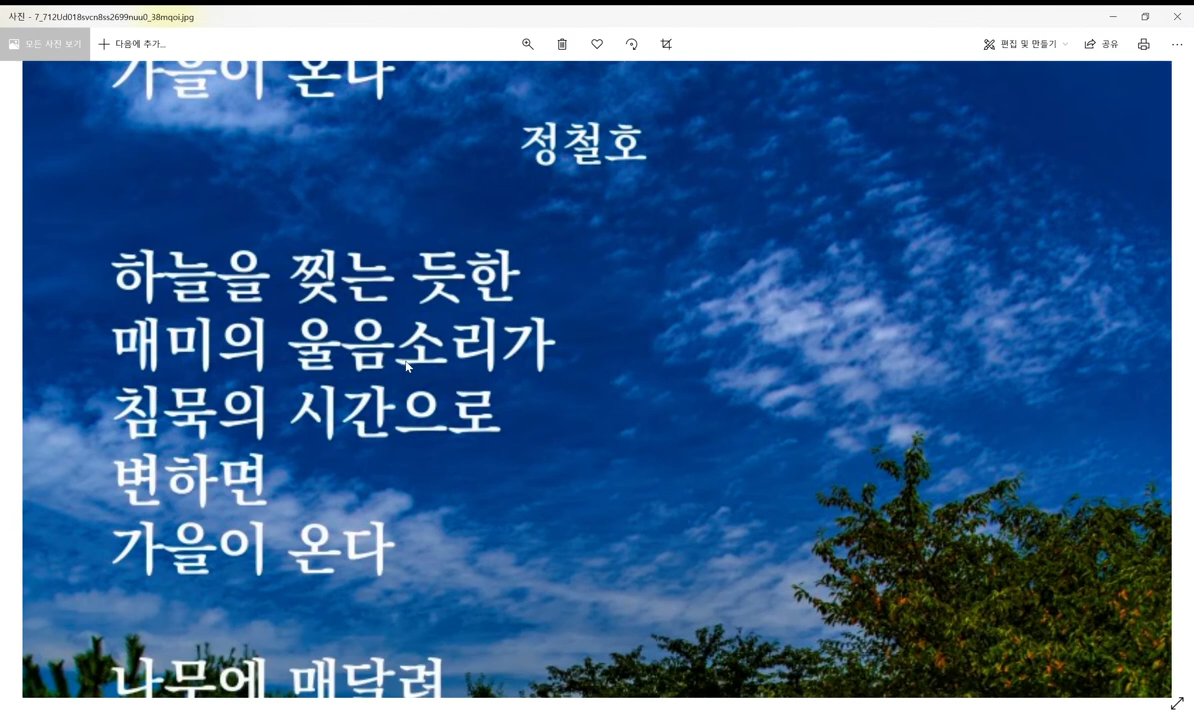 사진 - 7_712Ud018svcn8ss2699nuu0_38mqoi.jpg
모든 사진 보기
다음에 추가...
편집 및 만들기
공유
가을이 온다
정철호
하늘을 찢는 듯한
매미의 울음소리가
침묵의 시간으로
변하면
가을이 온다
나무에 매달려